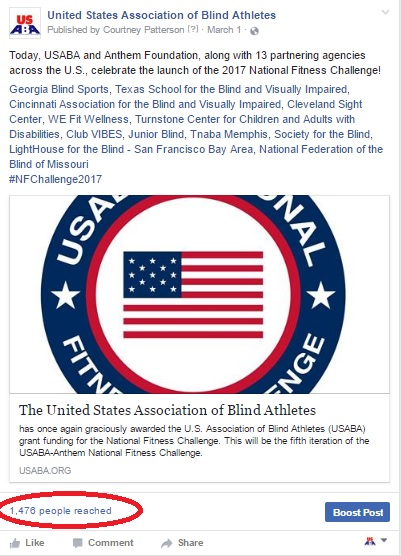 US
ABA
United States Association of Blind Athletes
Published by Courtney Patterson [?] · March 1 ·
Today, USABA and Anthem Foundation, along with 13 partnering agencies
across the U.S., celebrate the launch of the 2017 National Fitness Challenge!
Georgia Blind Sports, Texas School for the Blind and Visually Impaired,
Cincinnati Association for the Blind and Visually Impaired, Cleveland Sight
Center, WE Fit Wellness, Turnstone Center for Children and Adults with
Disabilities, Club VIBES, Junior Blind, Tnaba Memphis, Society for the Blind,
LightHouse for the Blind - San Francisco Bay Area, National Federation of the
Blind of Missouri
#NFChallenge2017
USABA
ONAL
FITN
ENGE
The United States Association of Blind Athletes
has once again graciously awarded the U.S. Association of Blind Athletes (USABA)
grant funding for the National Fitness Challenge. This will be the fifth iteration of the
USABA-Anthem National Fitness Challenge.
USABA.ORG
1,476 people reached
Boost Post
Like Comment Share